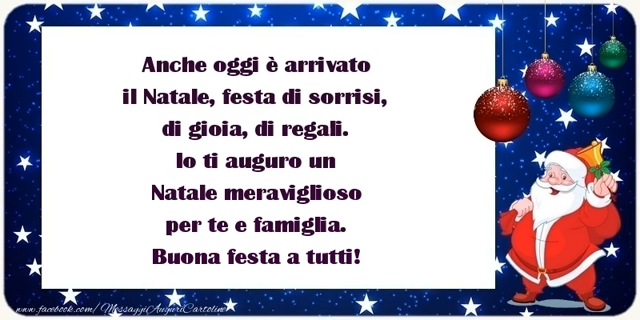 Anche oggi è arrivato
il Natale, festa di sorrisi,
di gioia, di regali.
Io ti auguro un
Natale meraviglioso
per te e famiglia.
Buona festa a tutti!
www.facebook.com/MessaggiAuguriCartoline